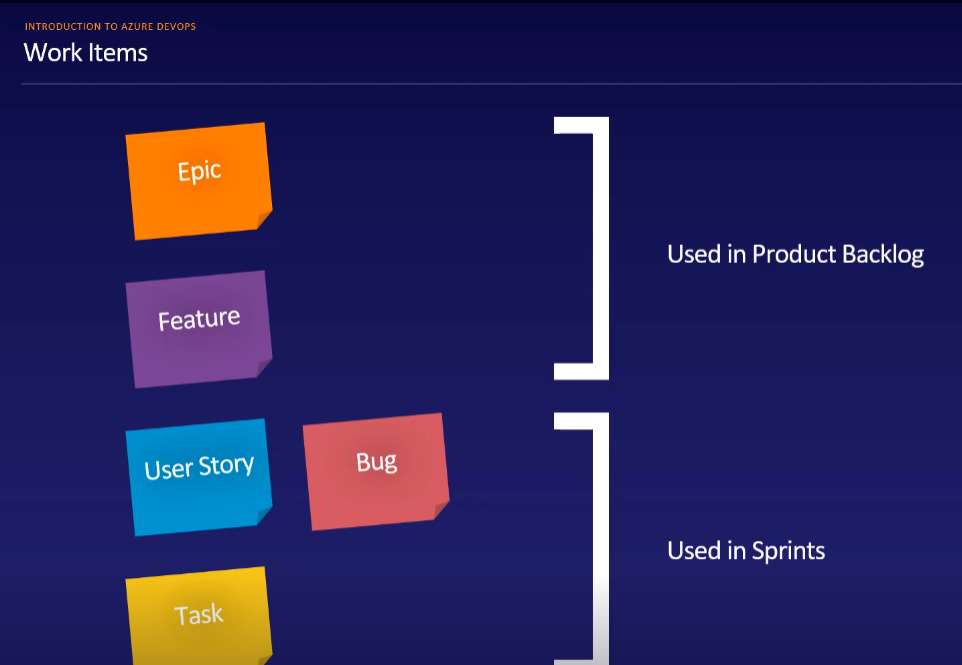 INTRODUCTION TO AZURE DEVOPS
Work Items
Epic
Used in Product Backlog
Feature
User Story
Bug
Used in Sprints
Task